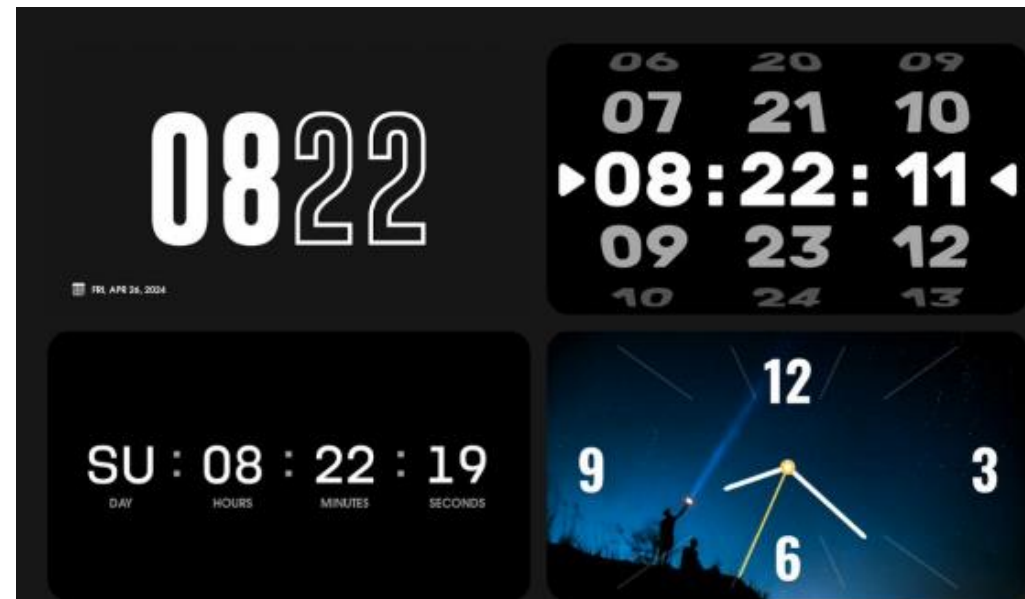 0822
FRI, APR 26, 2024
06 20 09
07 21 10
08 : 22 : 11
09 23 12
10 24 13
SU : 08 : 22 : 19
DAY HOURS MINUTES SECONDS
12
9 3
6